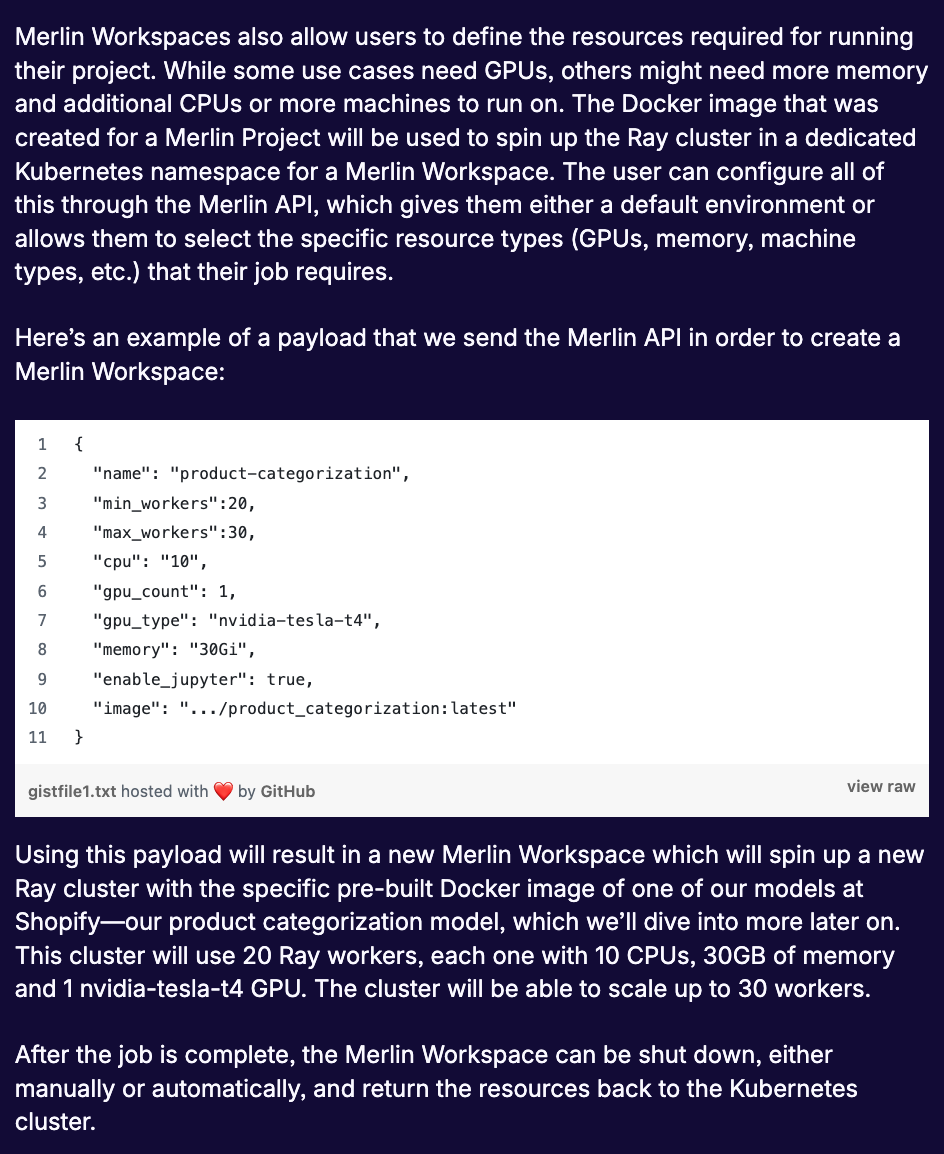 Merlin Workspaces also allow users to define the resources required for running
their project. While some use cases need GPUs, others might need more memory
and additional CPUs or more machines to run on. The Docker image that was
created for a Merlin Project will be used to spin up the Ray cluster in a dedicated
Kubernetes namespace for a Merlin Workspace. The user can configure all of
this through the Merlin API, which gives them either a default environment or
allows them to select the specific resource types (GPUs, memory, machine
types, etc.) that their job requires.
Here’s an example of a payload that we send the Merlin API in order to create a
Merlin Workspace:
1 {
2 "name": "product-categorization",
3 "min_workers":20,
4 "max_workers":30,
5 "cpu": "10",
6 "gpu_count": 1,
7 "gpu_type": "nvidia-tesla-t4",
8 "memory": "30Gi",
9 "enable_jupyter": true,
10 "image": ".../product_categorization:latest"
11 }
gistfile1.txt hosted with ❤ by GitHub view raw
Using this payload will result in a new Merlin Workspace which will spin up a new
Ray cluster with the specific pre-built Docker image of one of our models at
Shopify—our product categorization model, which we’ll dive into more later on.
This cluster will use 20 Ray workers, each one with 10 CPUs, 30GB of memory
and 1 nvidia-tesla-t4 GPU. The cluster will be able to scale up to 30 workers.
After the job is complete, the Merlin Workspace can be shut down, either
manually or automatically, and return the resources back to the Kubernetes
cluster.